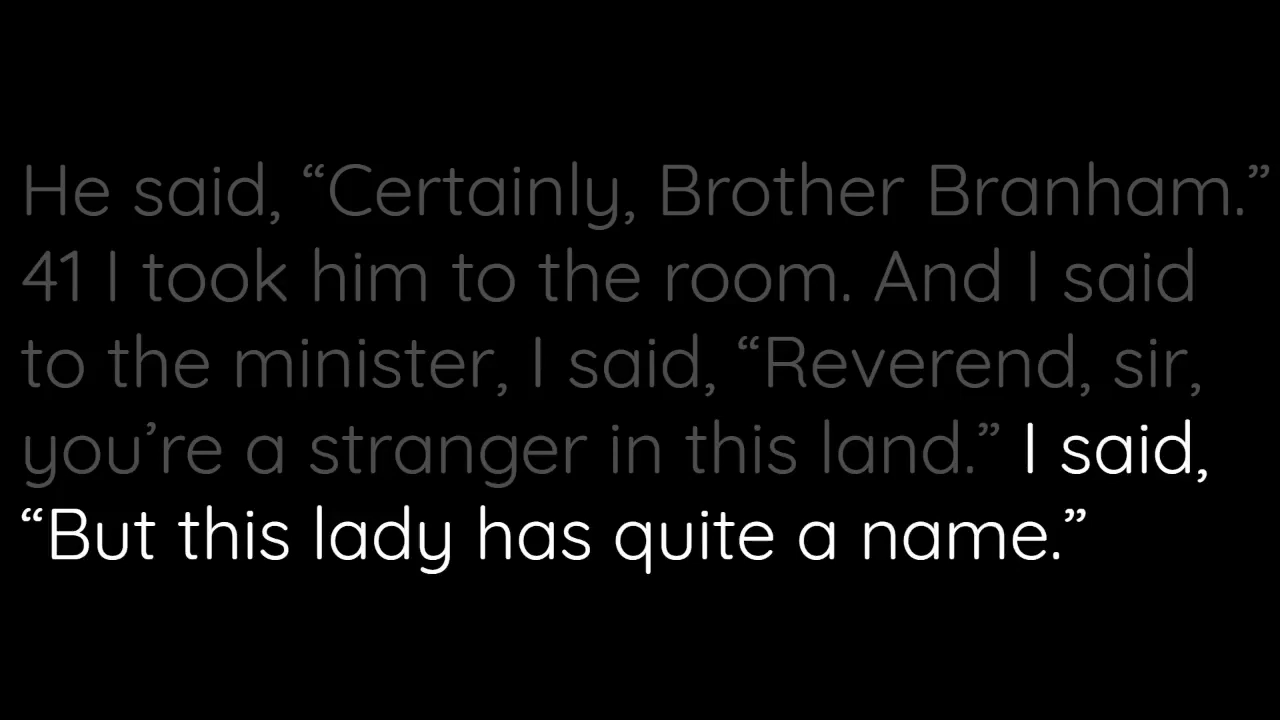 He said, “Certainly, Brother Branham.”
41 I took him to the room. And I said
to the minister, I said, “Reverend, sir,
you’re a stranger in this land.” I said,
“But this lady has quite a name.”